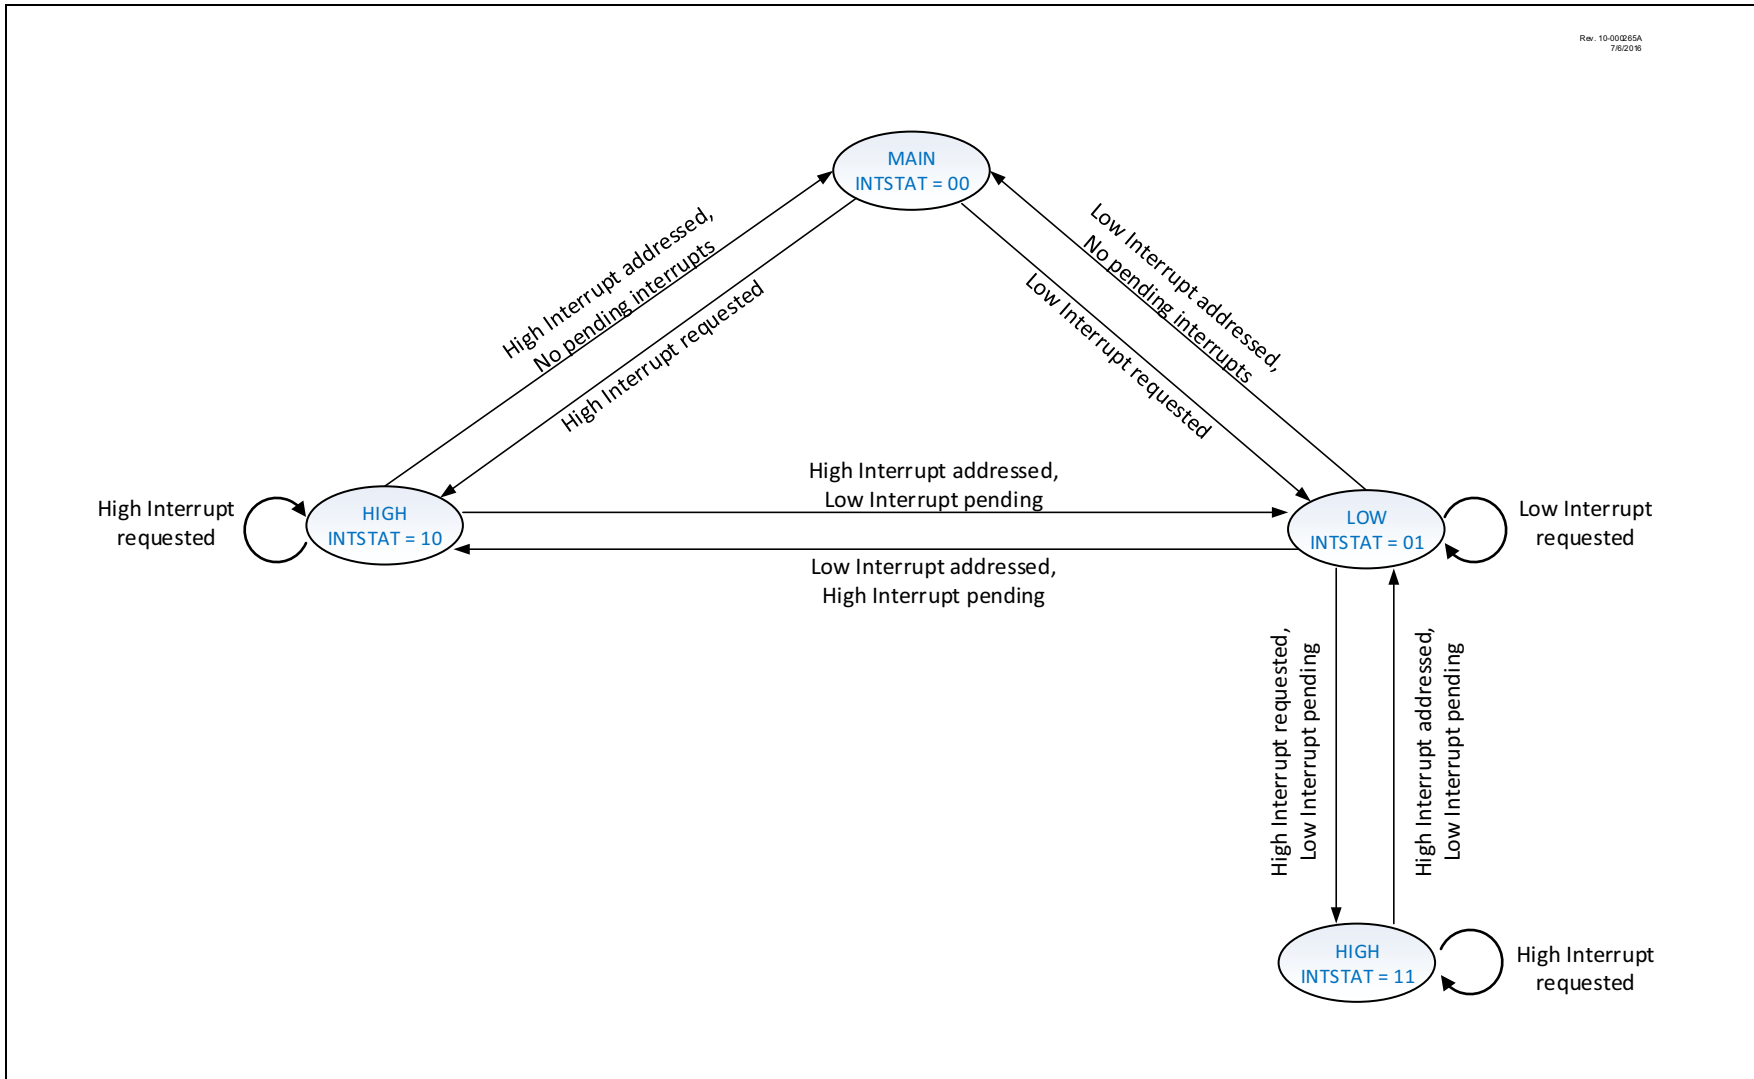 Rev. 10-000265A
7/6/2016
MAIN
INTSTAT = 00
High Interrupt addressed,
No pending interrupts
High Interrupt requested
Low Interrupt addressed,
No pending interrupts
Low Interrupt requested
High Interrupt addressed,
Low Interrupt pending
High Interrupt
requested
HIGH
INTSTAT = 10
LOW
INTSTAT = 01
Low Interrupt
requested
Low Interrupt addressed,
High Interrupt pending
High Interrupt requested,
Low Interrupt pending
High Interrupt addressed,
Low Interrupt pending
HIGH
INTSTAT = 11
High Interrupt
requested